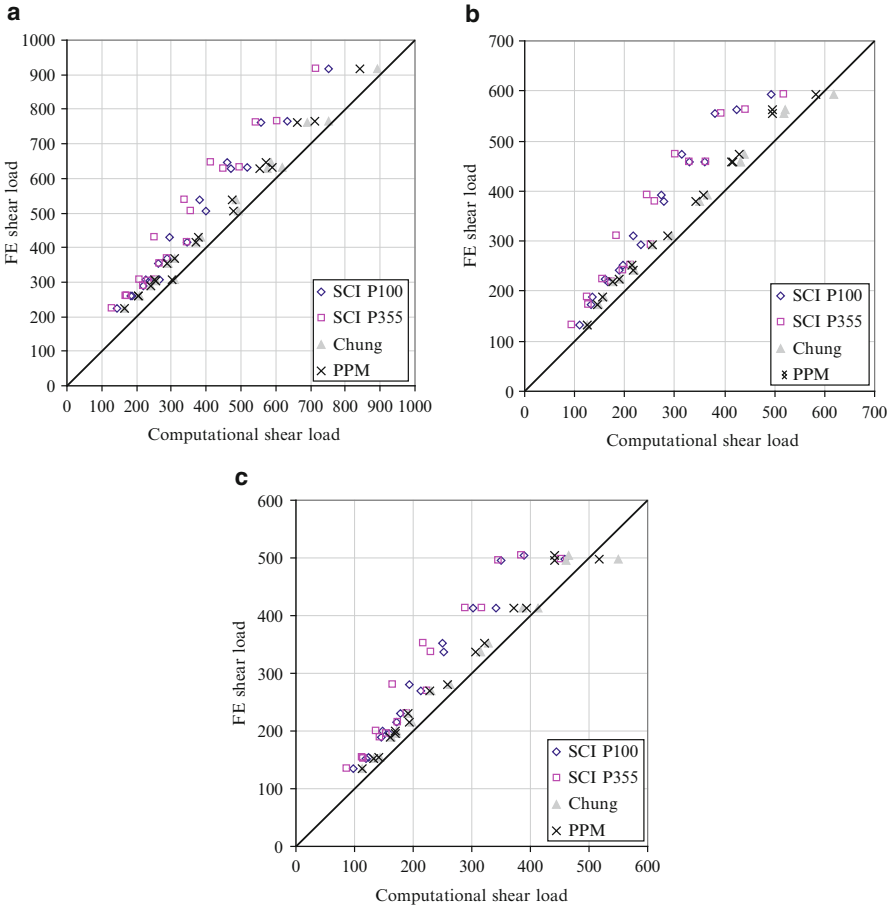 a
1000
900
800
700
600
500
400
300
200
100
0
FE shear load
0 100 200 300 400 500 600 700 800 900 1000
Computational shear load
SCI P100
SCI P355
Chung
PPM
b
700
600
500
400
300
200
100
0
FE shear load
0 100 200 300 400 500 600 700
Computational shear load
SCI P100
SCI P355
Chung
PPM
c
600
500
400
300
200
100
0
FE shear load
0 100 200 300 400 500 600
Computational shear load
SCI P100
SCI P355
Chung
PPM